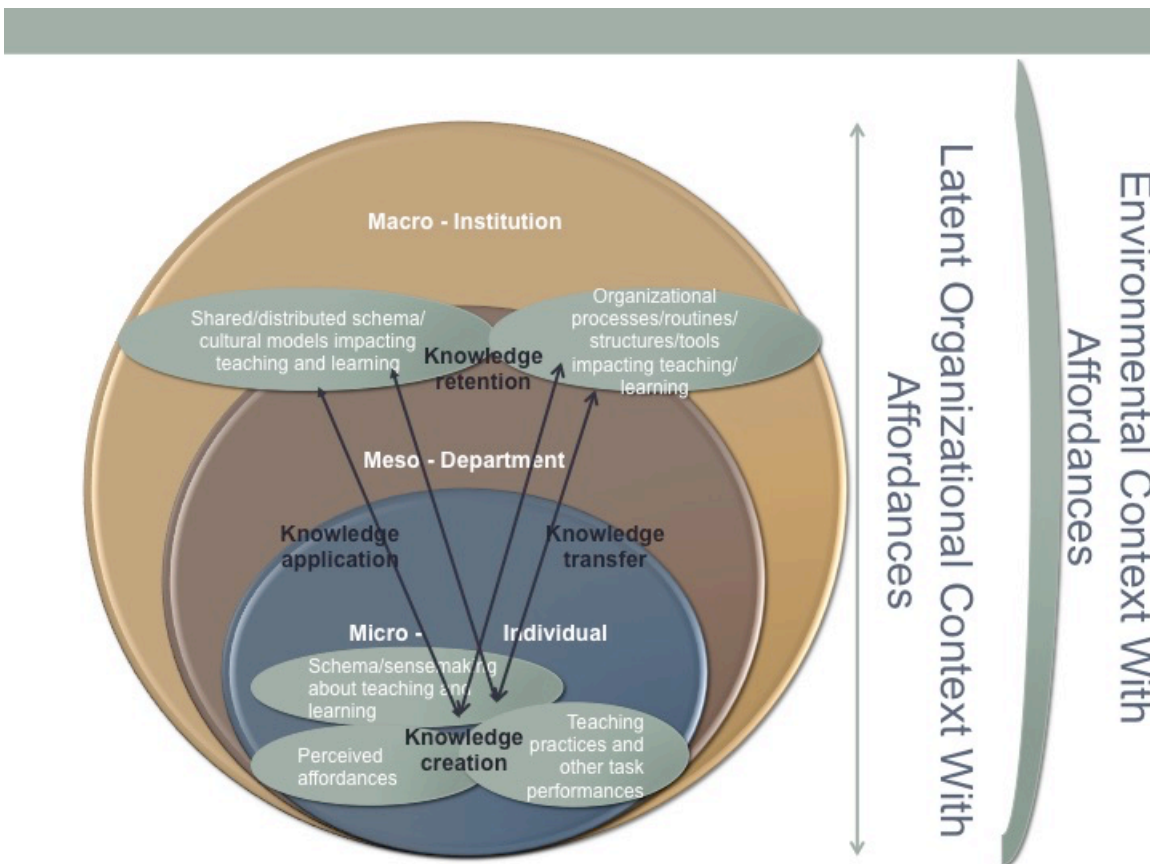 Macro - Institution
Shared/distributed schema/
cultural models impacting
teaching and learning
Organizational
processes/routines/
structures/tools
impacting teaching/
learning
Knowledge
retention
Meso - Department
Knowledge
application
Knowledge
transfer
Micro - Individual
Schema/sensemaking
about teaching and
learning
Knowledge
creation
Perceived
affordances
Teaching
practices and
other task
performances
Latent Organizational Context With
Affordances
Environmental Context With
Affordances